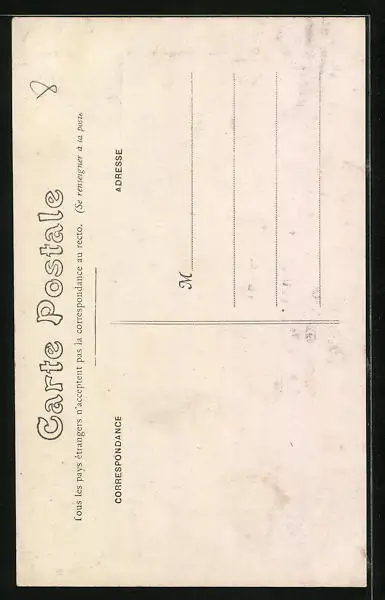 Carte Postale
Tous les pays étrangers n'acceptent pas la correspondance au recto. (Se renseigner à la poste
CORRESPONDANCE
ADRESSE
M
8